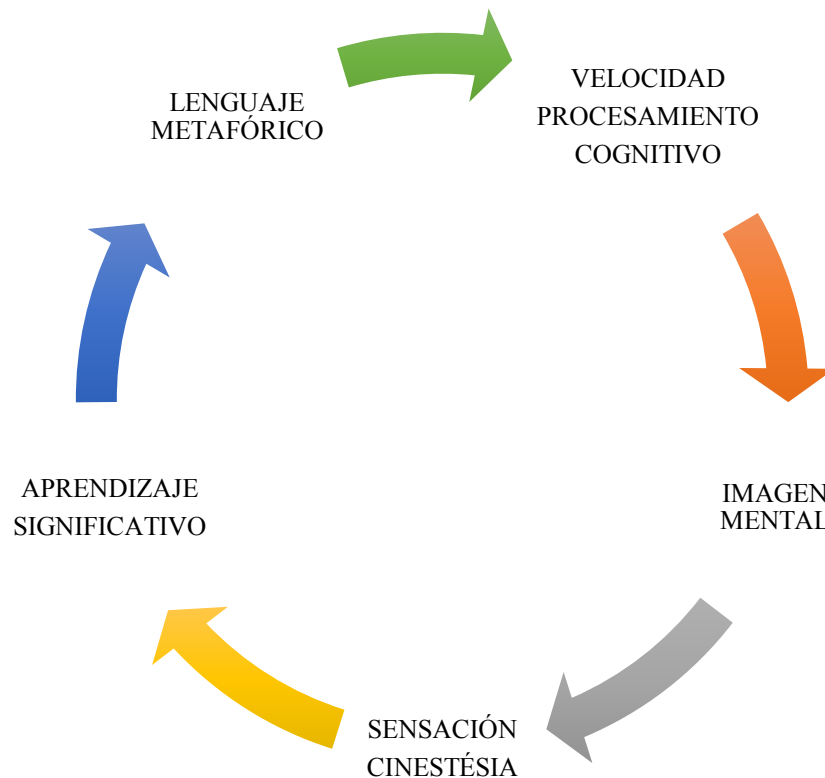 LENGUAJE
METAFÓRICO
VELOCIDAD
PROCESAMIENTO
COGNITIVO
IMAGEN
MENTAL
SENSACIÓN
CINESTÉSIA
APRENDIZAJE
SIGNIFICATIVO